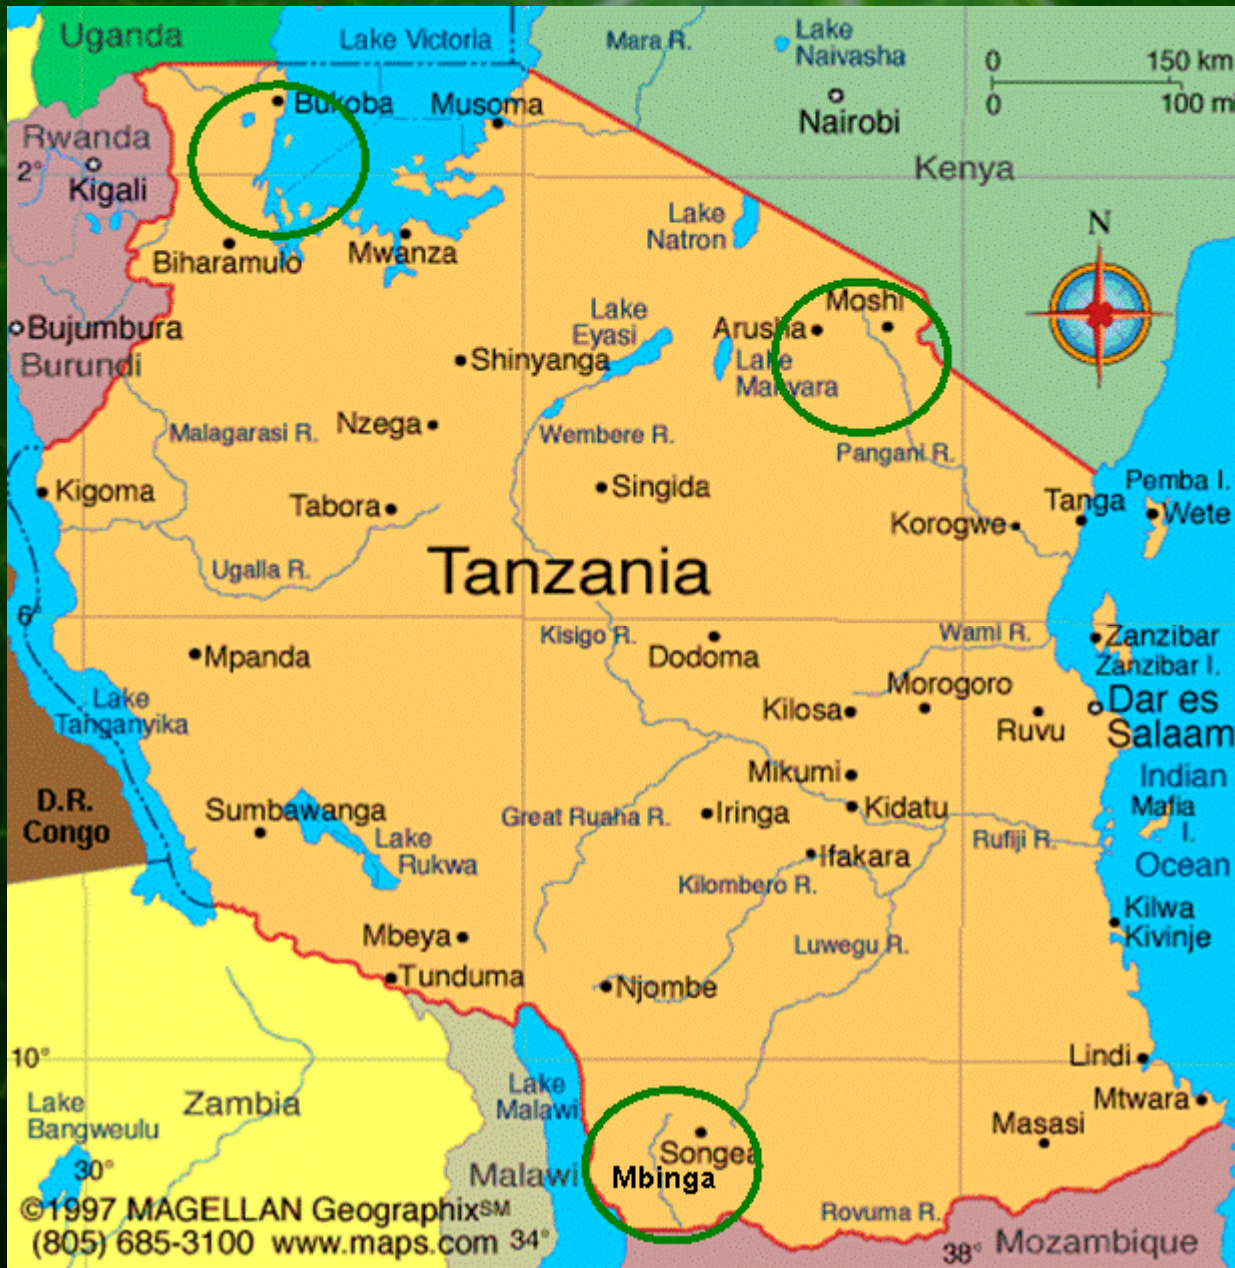 Uganda
Lake Victoria
Mara R.
Lake
Naivasha
0 150 km
0 100 mi
Bukoba
Musoma
Nairobi
Rwanda
2°
Kigali
Kenya
N
Lake
Natron
Biharamulo
Mwanza
Moshi
Lake
Eyasi
Arusha
Bujumbura
Burundi
Shinyanga
Lake
Manyara
Malagarasi R.
Nzega
Wembere R.
Pangani R.
Kigoma
Tabora
Singida
Pemba I.
Tanga
Wete
Korogwe
Ugalla R.
Tanzania
6°
Kisigo R.
Wami R.
Zanzibar
Zanzibar I.
Mpanda
Dodoma
Morogoro
Lake
Tanganyika
Kilosa
Ruvu
Dar es
Salaam
Mikumi
Indian
Ocean
D.R.
Congo
Sumbawanga
Great Ruaha R.
Iringa
Kidatu
Mafia
I.
Lake
Rukwa
Rufiji R.
Ifakara
Kilombero R.
Kilwa
Kivinje
Mbeya
Luwegu R.
Tunduma
Njombe
10°
Lindi
Lake
Malawi
Zambia
Mtwara
Lake
Bangweulu
Masasi
Songea
30°
Malawi
Mbinga
©1997 MAGELLAN Geographix℠
(805) 685-3100 www.maps.com
34°
Rovuma R.
38°
Mozambique